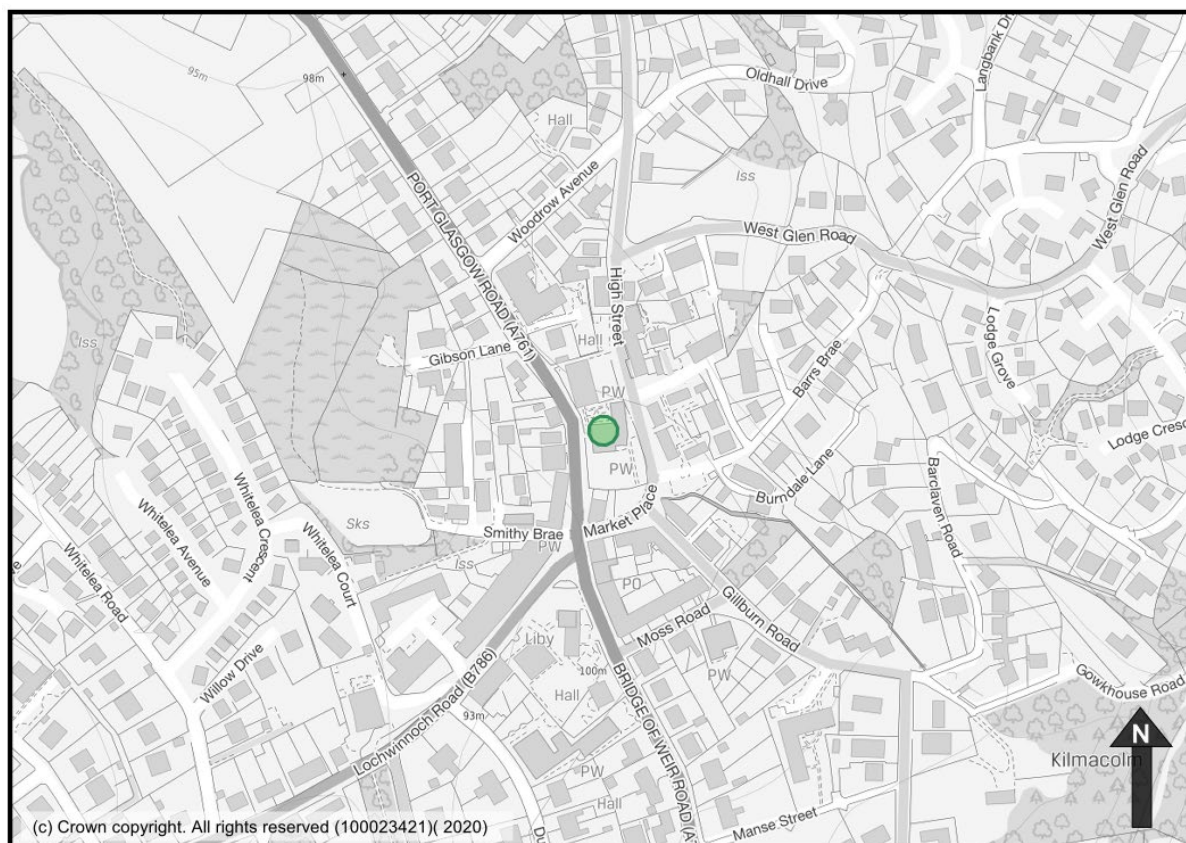 Langbank Dr
95m
98m
Oldhall Drive
Hall
PORT GLASGOW ROAD (A761)
Woodrow Avenue
Iss
West Glen Road
West Glen Road
High Street
Iss
Hall
Gibson Lane
Barrs Brae
Lodge Grove
PW
Lodge Cresc
PW
Burndale Lane
Barclaven Road
Whitelea Crescent
Whitelea Avenue
Sks
Smithy Brae
Market Place
PW
Iss
Whitelea Court
Whitelea Road
PO
Gillburn Road
Moss Road
Liby
Willow Drive
100m
Hall
BRIDGE OF WEIR ROAD (A
Gowkhouse Road
93m
Lochwinnoch Road (B786)
N
Kilmacolm
PW
Hall
Manse Street
Du
(c) Crown copyright. All rights reserved (100023421)( 2020)